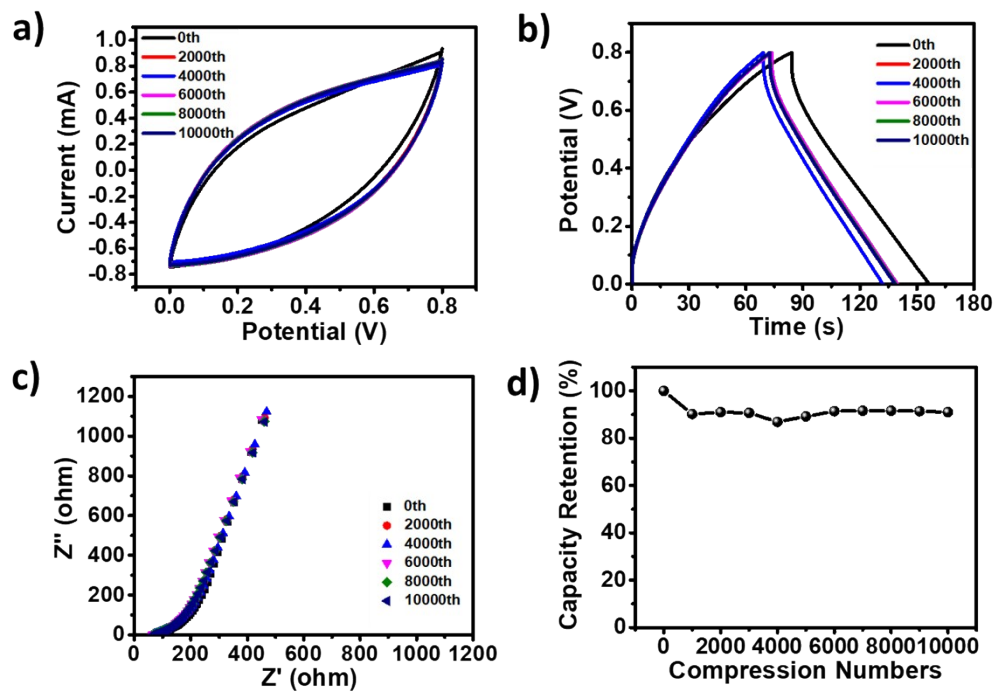 a)
1.0
0.8
0.6
0.4
0.2
0.0
-0.2
-0.4
-0.6
-0.8
Current (mA)
0th
2000th
4000th
6000th
8000th
10000th
0.0 0.2 0.4 0.6 0.8
Potential (V)
b)
0.8
0.6
0.4
0.2
0.0
Potential (V)
0th
2000th
4000th
6000th
8000th
10000th
0 30 60 90 120 150 180
Time (s)
c)
1200
1000
800
600
400
200
0
Z'' (ohm)
0th
2000th
4000th
6000th
8000th
10000th
0 200 400 600 800 1000 1200
Z' (ohm)
d)
100
80
60
40
20
0
Capacity Retention (%)
0 2000 4000 6000 8000 10000
Compression Numbers